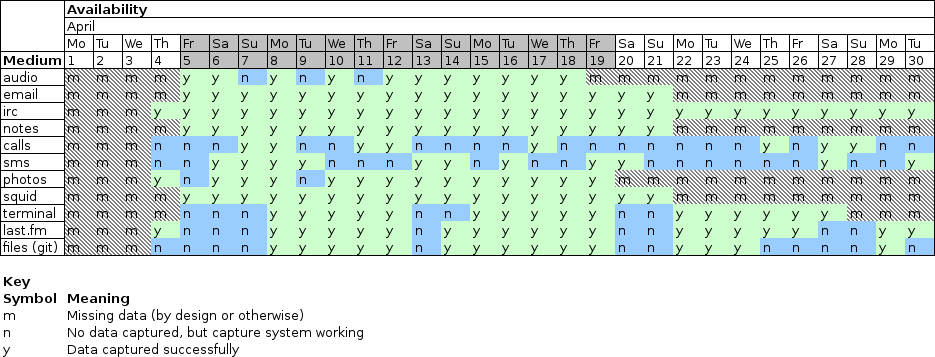 Availability
April
Mo Tu We Th Fr Sa Su Mo Tu We Th Fr Sa Su Mo Tu We Th Fr Sa Su Mo Tu We Th Fr Sa Su Mo Tu
Medium 1 2 3 4 5 6 7 8 9 10 11 12 13 14 15 16 17 18 19 20 21 22 23 24 25 26 27 28 29 30
audio m m m m y y n y n y n y y y y y y y m m m m m m m m m m m m
email m m m m y y y y y y y y y y y y y y y y y m m m m m m m m m
irc m m m y y y y y y y y y y y y y y y y y y y y y y y y y y y
notes m m m m y y y y y y y y y y y y y y y y y m m m m m m m m m
calls m m m n n n y y n n y y n n n n y n n n n n n n y n y y n n
sms m m m n n y y y y n n n y y n y n n y y n n n n n n y n n y
photos m m m y n y y y n y y y y y y y y y y m m m m m m m m m m m
squid m m m m y y y y y y y y y y y y y y y y y m m m m m m m m m
terminal m m m m n n n y y y y y n n y y y y y n n y y y y y y m m m
last.fm m m m y n n n y y y y y n y y y y y y n n y y y y y n n y y
files (git) m m m n n n n y y y y y n y y y y y y n n y y y n n n n y n
Key
Symbol Meaning
m Missing data (by design or otherwise)
n No data captured, but capture system working
y Data captured successfully